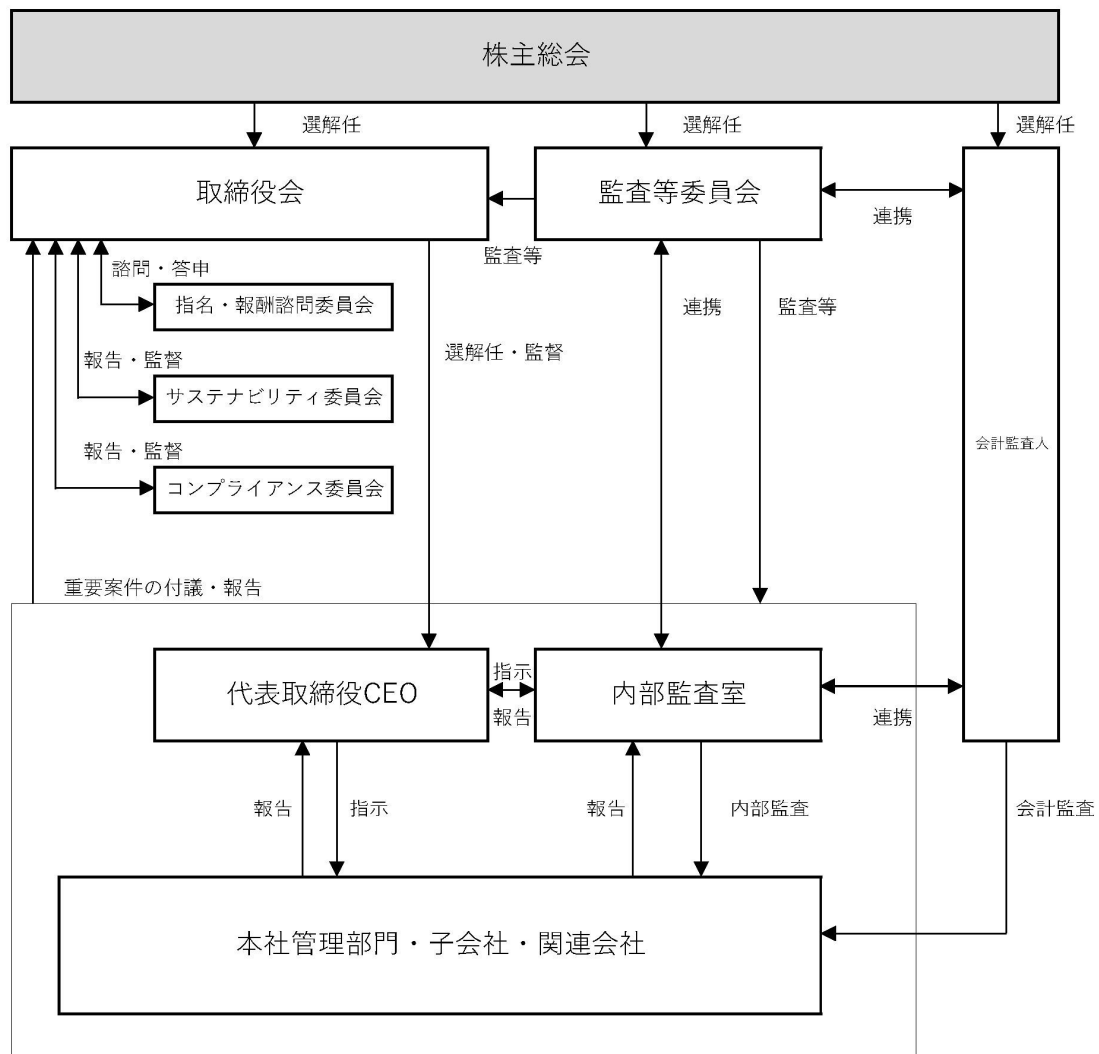 株主総会
選解任
選解任
選解任
取締役会
監査等委員会
連携
監査等
諮問・答申
指名・報酬諮問委員会
連携
監査等
選解任・監督
報告・監督
サステナビリティ委員会
報告・監督
コンプライアンス委員会
会計監査人
重要案件の付議・報告
代表取締役CEO
指示
報告
内部監査室
連携
報告
指示
報告
内部監査
会計監査
本社管理部門・子会社・関連会社